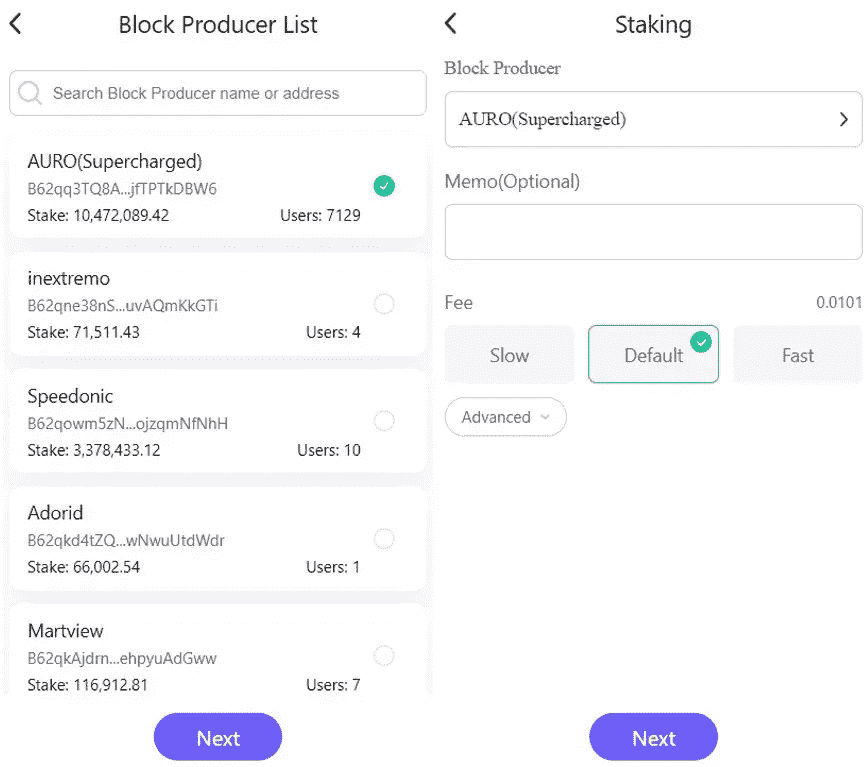 Block Producer List
Search Block Producer name or address
AURO(Supercharged)
B62qq3TQ8A...jfTPTkDBW6
Stake: 10,472,089.42 Users: 7129
inextremo
B62qne38nS...uvAQmKkGTi
Stake: 71,511.43 Users: 4
Speedonic
B62qowm5zN...ojzqmNfNhH
Stake: 3,378,433.12 Users: 10
Adorid
B62qkd4tZQ...wNwuUtdWdr
Stake: 66,002.54 Users: 1
Martview
B62qkAjdrn...ehpyuAdGww
Stake: 116,912.81 Users: 7
Next
Staking
Block Producer
AURO(Supercharged)
Memo(Optional)
Fee 0.0101
Slow Default Fast
Advanced
Next